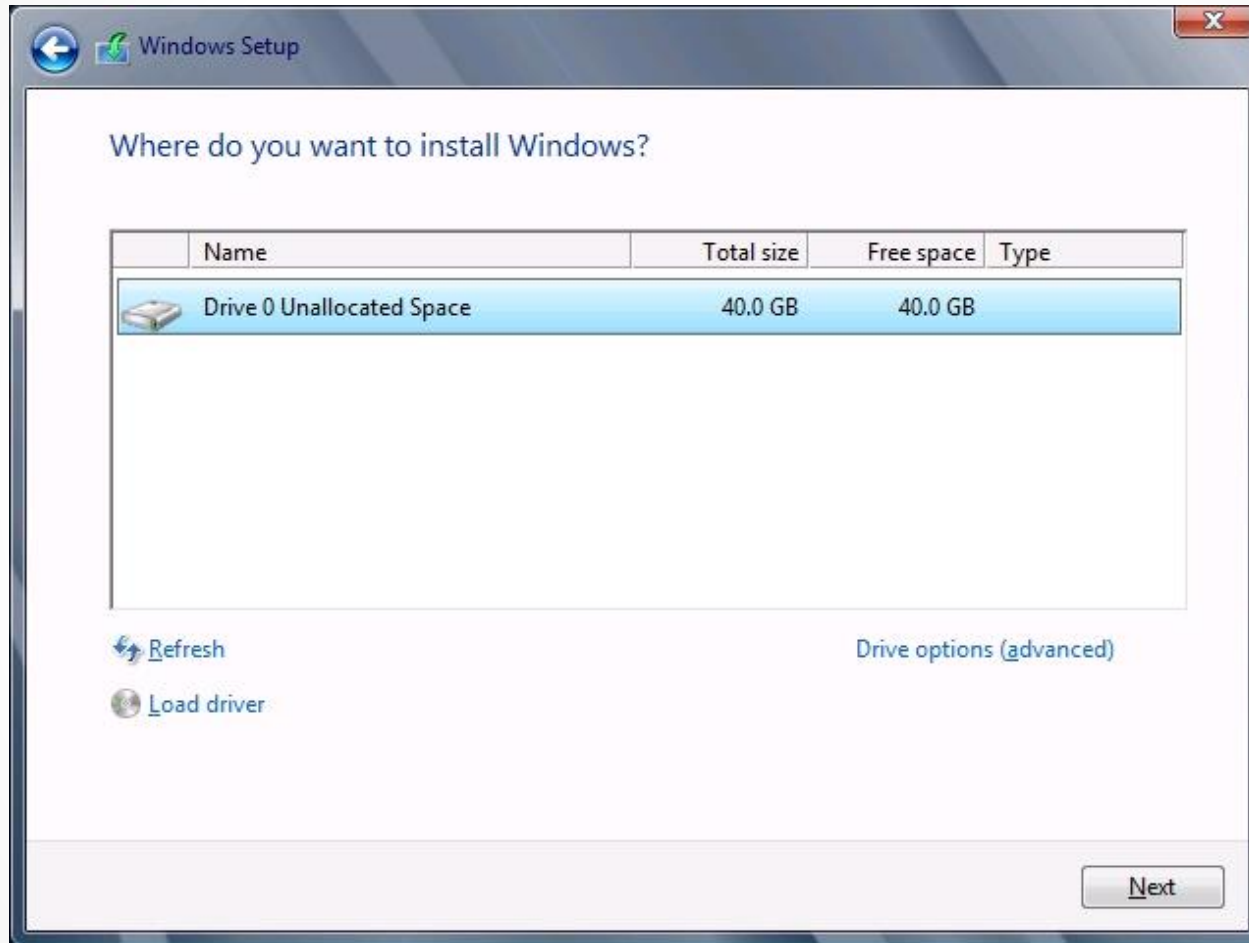 Windows Setup
Where do you want to install Windows?
Name Total size Free space Type
Drive 0 Unallocated Space 40.0 GB 40.0 GB
Refresh Drive options (advanced)
Load driver
Next